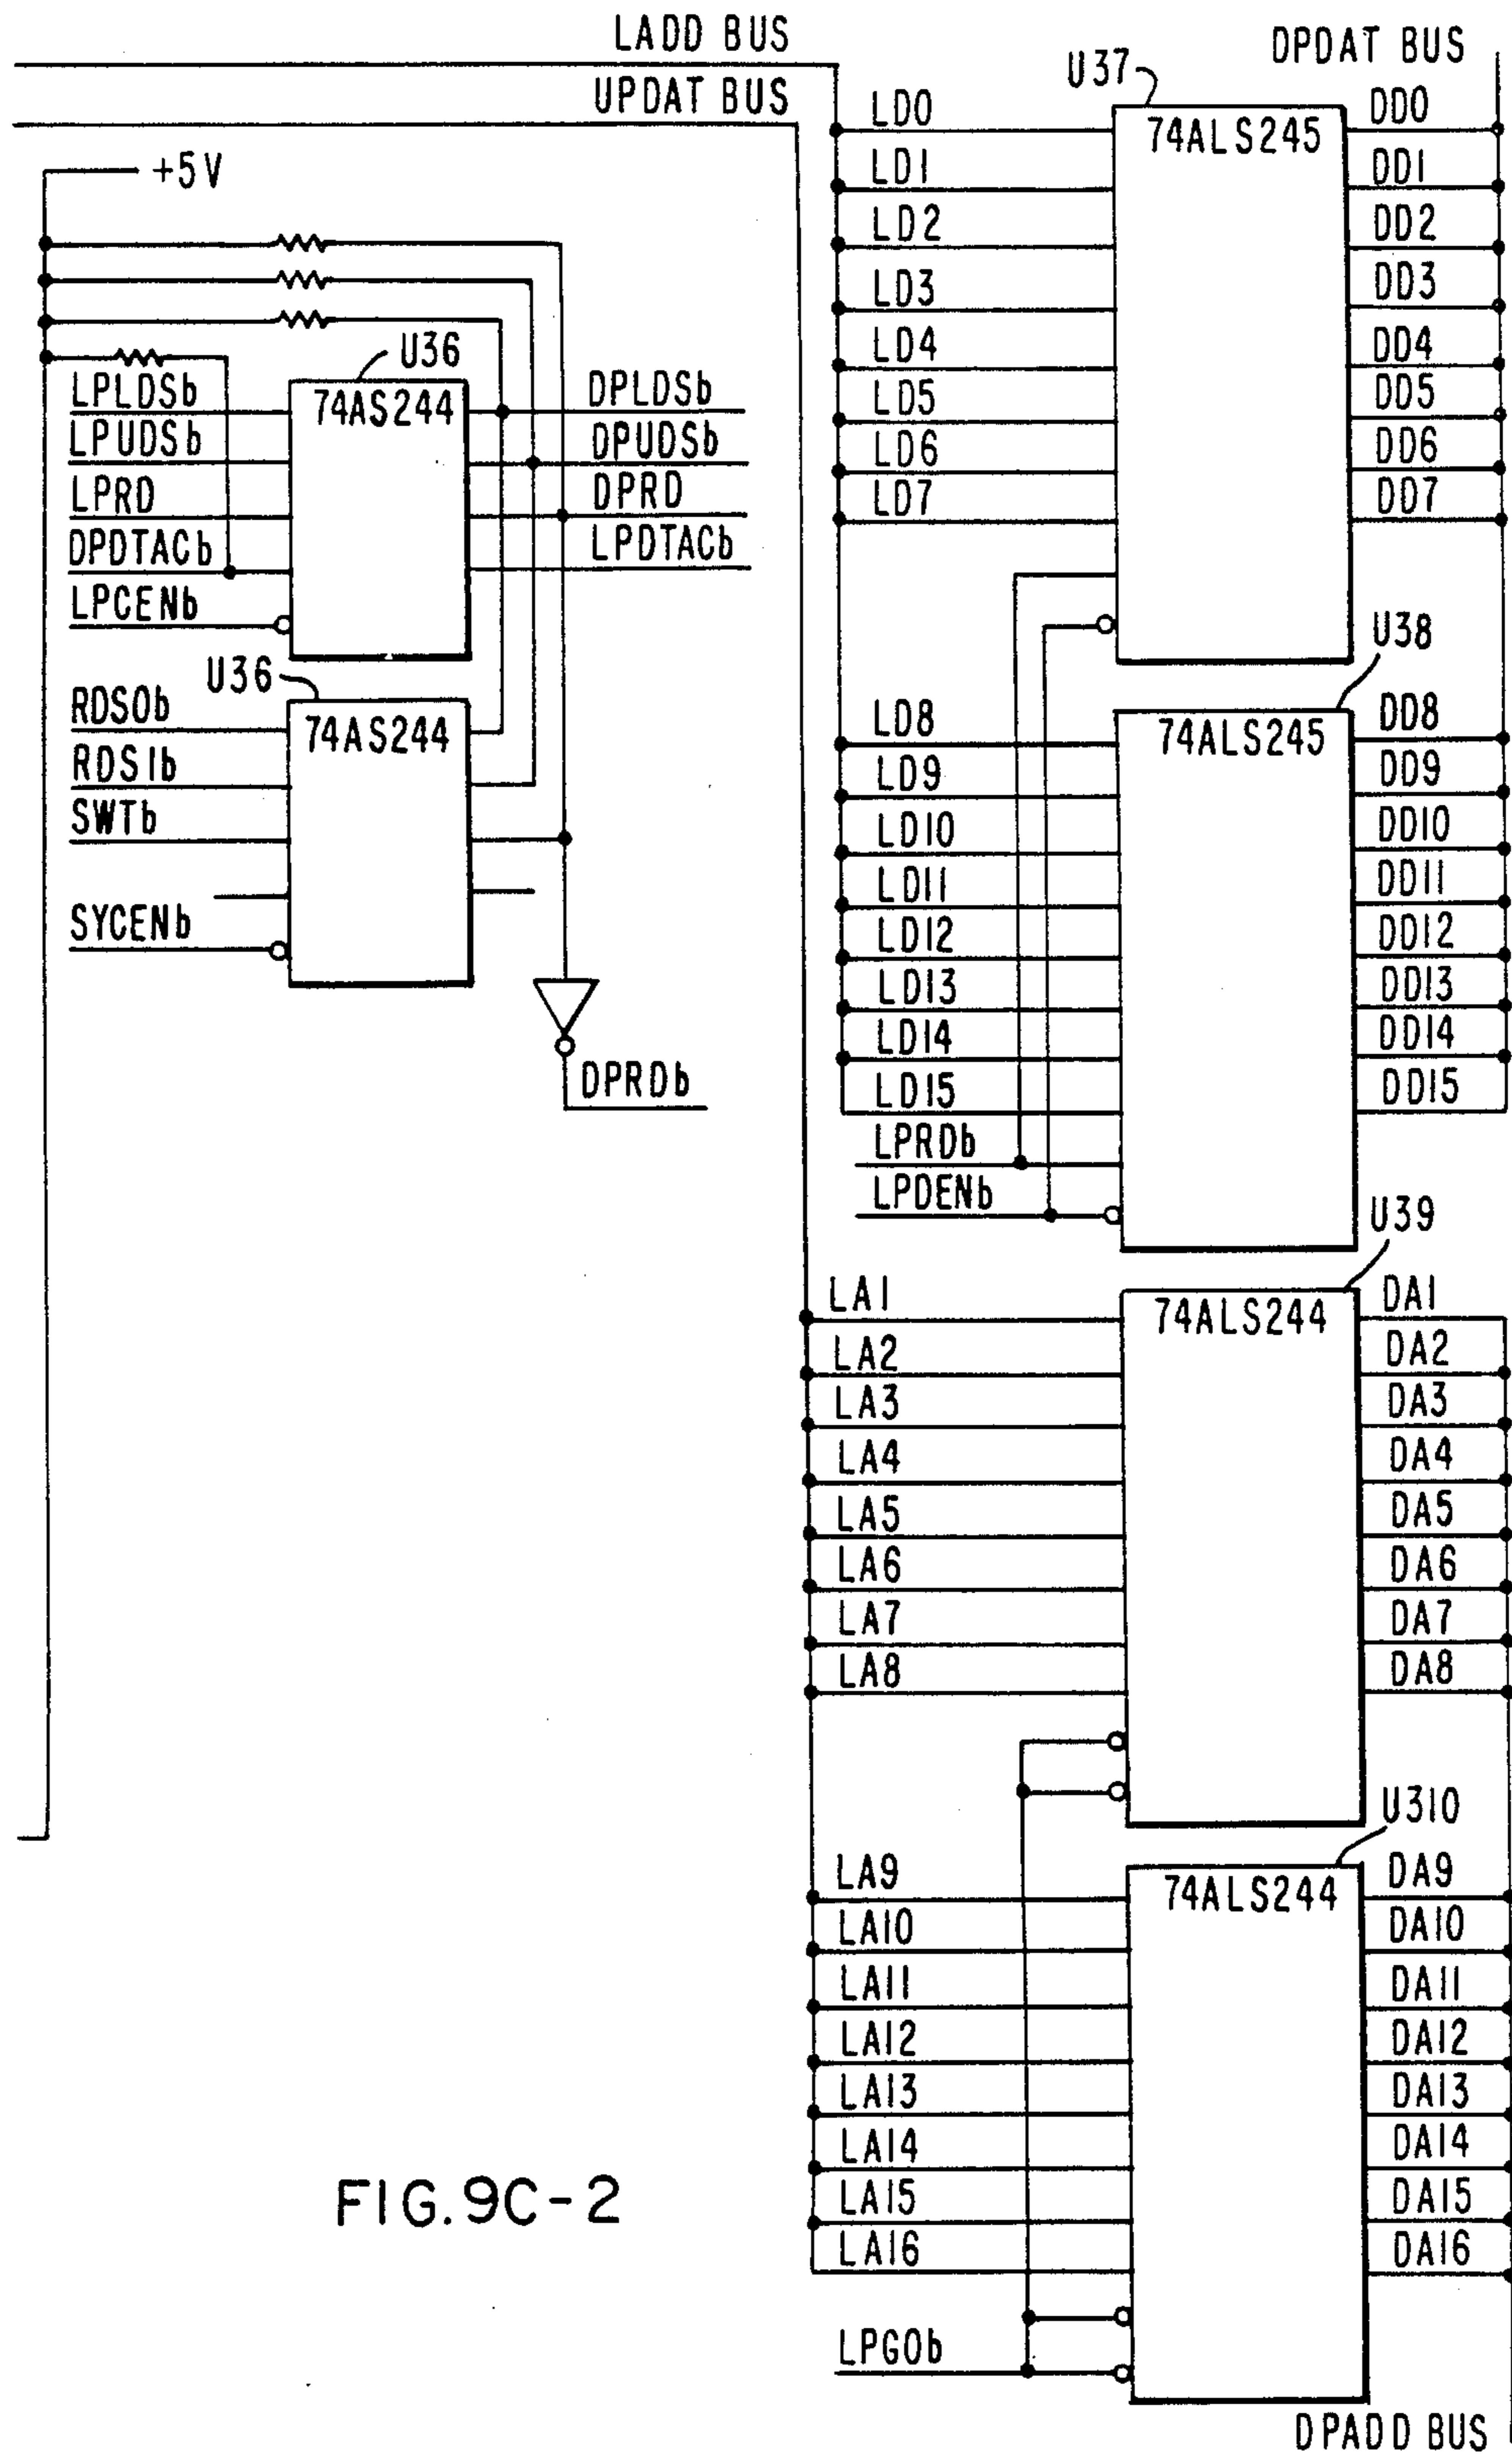 LADD BUS
UPDAT BUS
DPDAT BUS
+5V
U36
74AS244
LPLDSb
LPUDSb
LPRD
DPDTACb
LPCENb
DPLDSb
DPUDSb
DPRD
LPDTACb
U36
74AS244
RDS0b
RDS1b
SWTb
SYCENb
DPRDb
U37
74ALS245
LD0
LD1
LD2
LD3
LD4
LD5
LD6
LD7
DD0
DD1
DD2
DD3
DD4
DD5
DD6
DD7
U38
74ALS245
LD8
LD9
LD10
LD11
LD12
LD13
LD14
LD15
LPRDb
LPDENb
DD8
DD9
DD10
DD11
DD12
DD13
DD14
DD15
U39
74ALS244
LA1
LA2
LA3
LA4
LA5
LA6
LA7
LA8
DA1
DA2
DA3
DA4
DA5
DA6
DA7
DA8
U310
74ALS244
LA9
LA10
LA11
LA12
LA13
LA14
LA15
LA16
LPGOb
DA9
DA10
DA11
DA12
DA13
DA14
DA15
DA16
DPADD BUS
FIG.9C-2